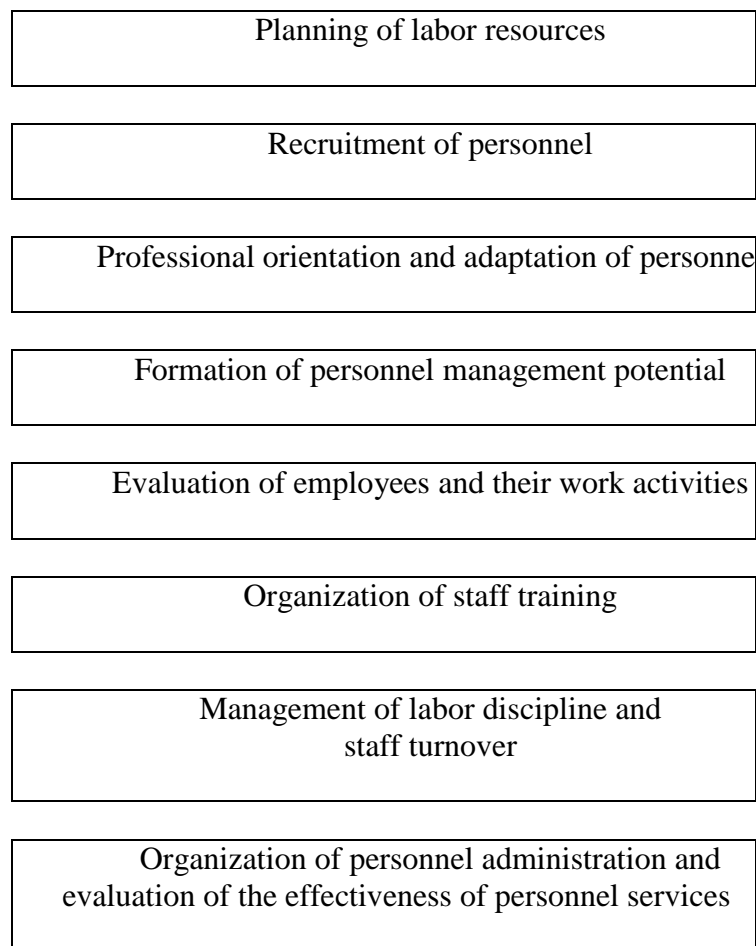 Planning of labor resources
Recruitment of personnel
Professional orientation and adaptation of personne
Formation of personnel management potential
Evaluation of employees and their work activities
Organization of staff training
Management of labor discipline and
staff turnover
Organization of personnel administration and
evaluation of the effectiveness of personnel services